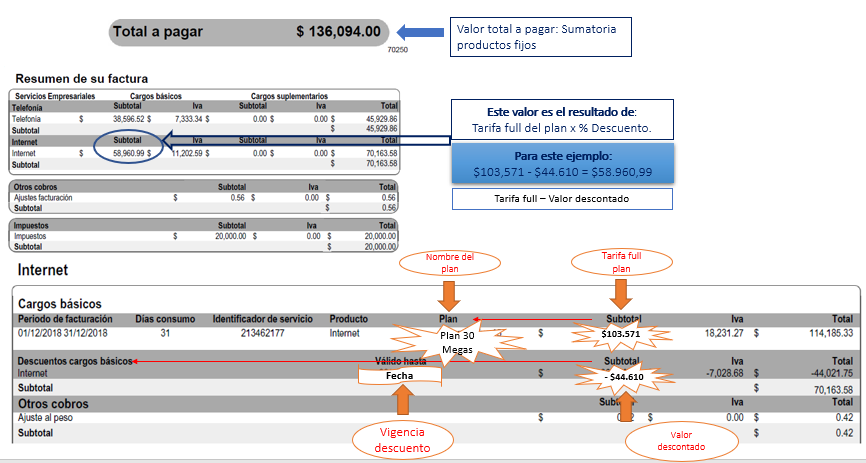 Total a pagar $ 136,094.00
70250
Valor total a pagar: Sumatoria
productos fijos
Resumen de su factura
Servicios Empresariales Cargos básicos Cargos suplementarios
Telefonía Subtotal Iva Subtotal Iva Total
Telefonía $ 38,596.52 $ 7,333.34 $ 0.00 $ 0.00 $ 45,929.86
Subtotal $ 45,929.86
Internet Subtotal Iva Subtotal Iva Total
Internet $ 58,960.99 $ 11,202.59 $ 0.00 $ 0.00 $ 70,163.58
Subtotal $ 70,163.58
Este valor es el resultado de:
Tarifa full del plan x % Descuento.
Para este ejemplo:
$103,571 - $44.610 = $58.960,99
Tarifa full – Valor descontado
Otros cobros Subtotal Iva Total
Ajustes facturación $ 0.56 $ 0.00 $ 0.56
Subtotal $ 0.56
Impuestos Subtotal Iva Total
Impuestos $ 20,000.00 $ 0.00 $ 20,000.00
Subtotal $ 20,000.00
Internet
Nombre del
plan
Tarifa full
plan
Cargos básicos
Periodo de facturación Días consumo Identificador de servicio Producto Plan Subtotal Iva Total
01/12/2018 31/12/2018 31 213462177 Internet Plan 30 Megas $ $103.571 18,231.27 $ 114,185.33
Descuentos cargos básicos Válido hasta Subtotal Iva Total
Internet Fecha - $44.610 -7,028.68 $ -44,021.75
Subtotal $ 70,163.58
Otros cobros Iva Total
Ajuste al peso $ $ 0.00 $ 0.42
Subtotal $ 0.42
Vigencia
descuento
Valor
descontado